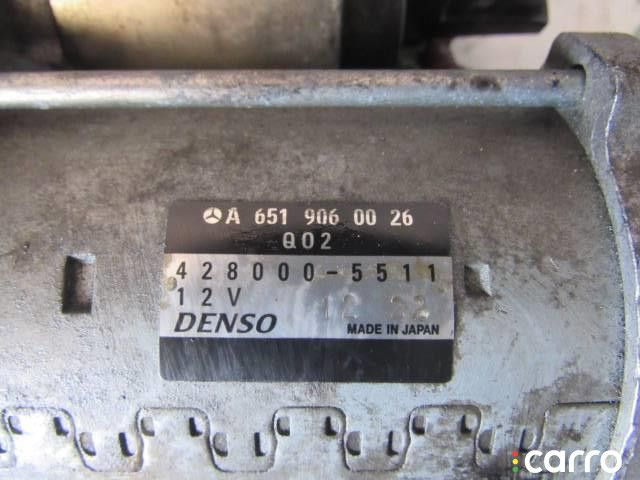 A 651 906 00 26
Q02
428000-5511
12V 12 22
DENSO MADE IN JAPAN
carro